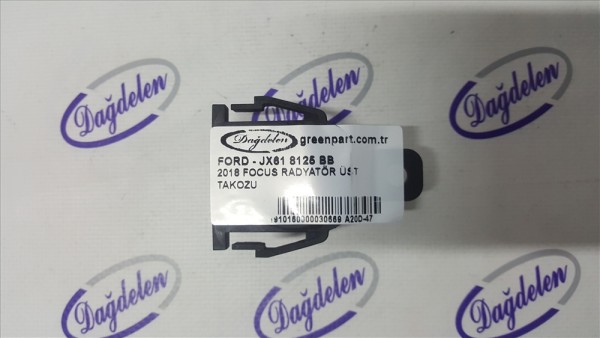 Dağdelen
Dağdelen
Dağdelen
Dağdelen greenpart.com.tr
FORD - JX61 8125 BB
2018 FOCUS RADYATÖR ÜST
TAKOZU
1910160000030669 A20D-47
Dağdelen
Dağdelen
Dağdelen